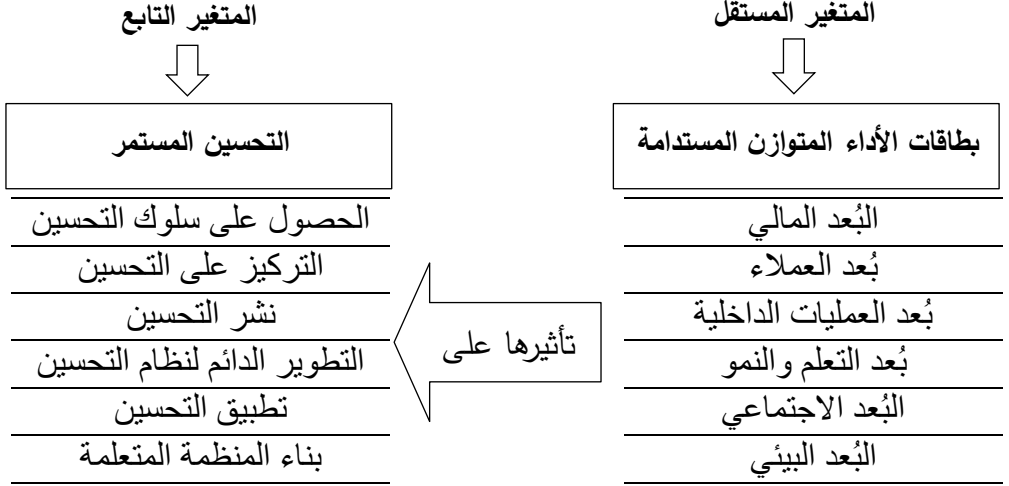 المتغير المستقل
المتغير التابع
بطاقات الأداء المتوازن المستدامة
التحسين المستمر
البُعد المالي
بُعد العملاء
بُعد العمليات الداخلية
بُعد التعلم والنمو
البُعد الاجتماعي
البُعد البيئي
تأثيرها على
الحصول على سلوك التحسين
التركيز على التحسين
نشر التحسين
التطوير الدائم لنظام التحسين
تطبيق التحسين
بناء المنظمة المتعلمة